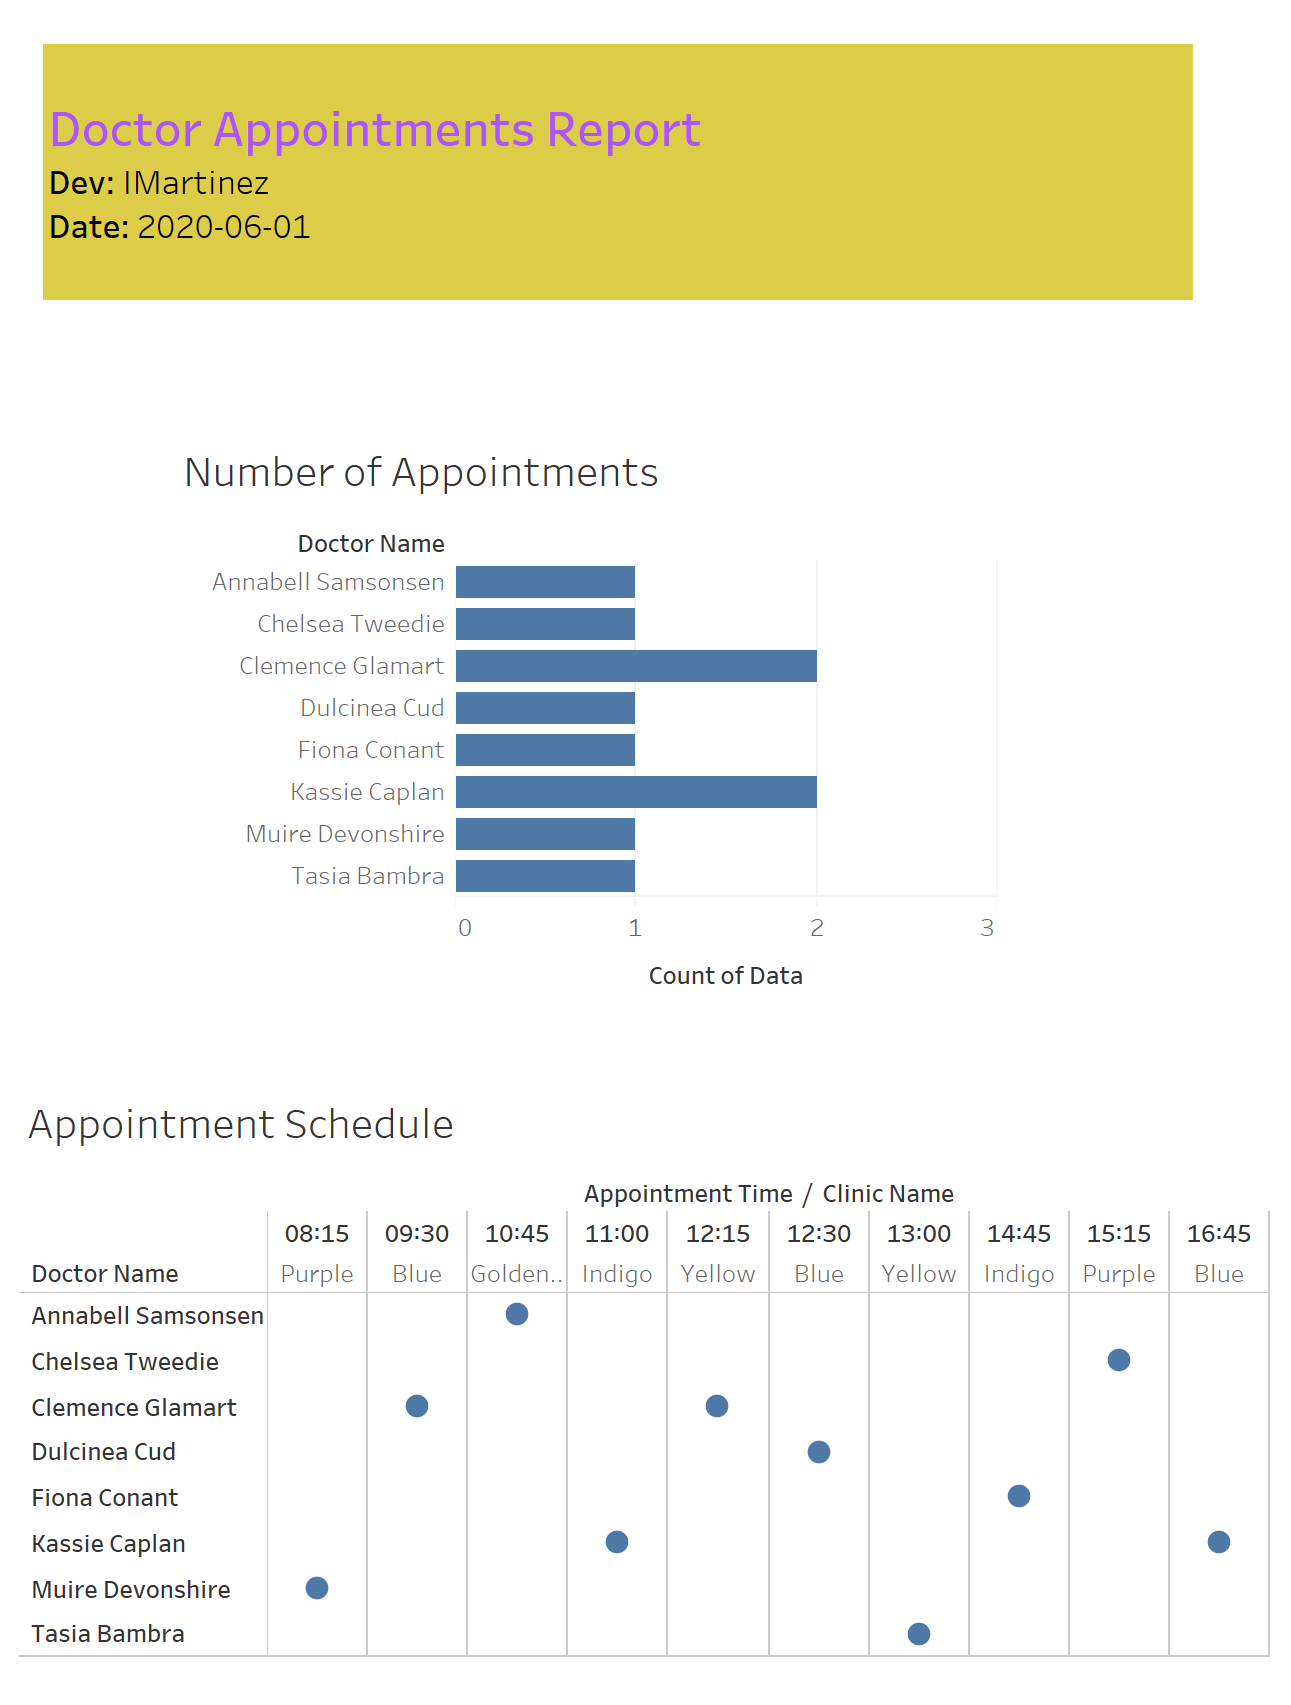 Doctor Appointments Report
Dev: IMartinez
Date: 2020-06-01
Number of Appointments
Doctor Name
Annabell Samsonsen
Chelsea Tweedie
Clemence Glamart
Dulcinea Cud
Fiona Conant
Kassie Caplan
Muire Devonshire
Tasia Bambra
0 1 2 3
Count of Data
Appointment Schedule
Appointment Time / Clinic Name
08:15 09:30 10:45 11:00 12:15 12:30 13:00 14:45 15:15 16:45
Doctor Name Purple Blue Golden.. Indigo Yellow Blue Yellow Indigo Purple Blue
Annabell Samsonsen
Chelsea Tweedie
Clemence Glamart
Dulcinea Cud
Fiona Conant
Kassie Caplan
Muire Devonshire
Tasia Bambra